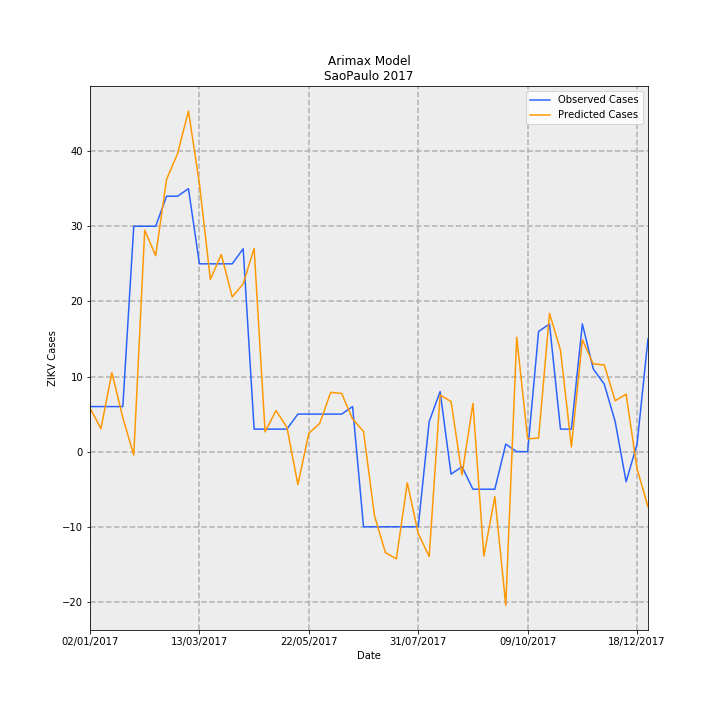 Arimax Model
SaoPaulo 2017
Observed Cases
Predicted Cases
ZIKV Cases
40
30
20
10
0
−10
−20
02/01/2017
13/03/2017
22/05/2017
31/07/2017
09/10/2017
18/12/2017
Date